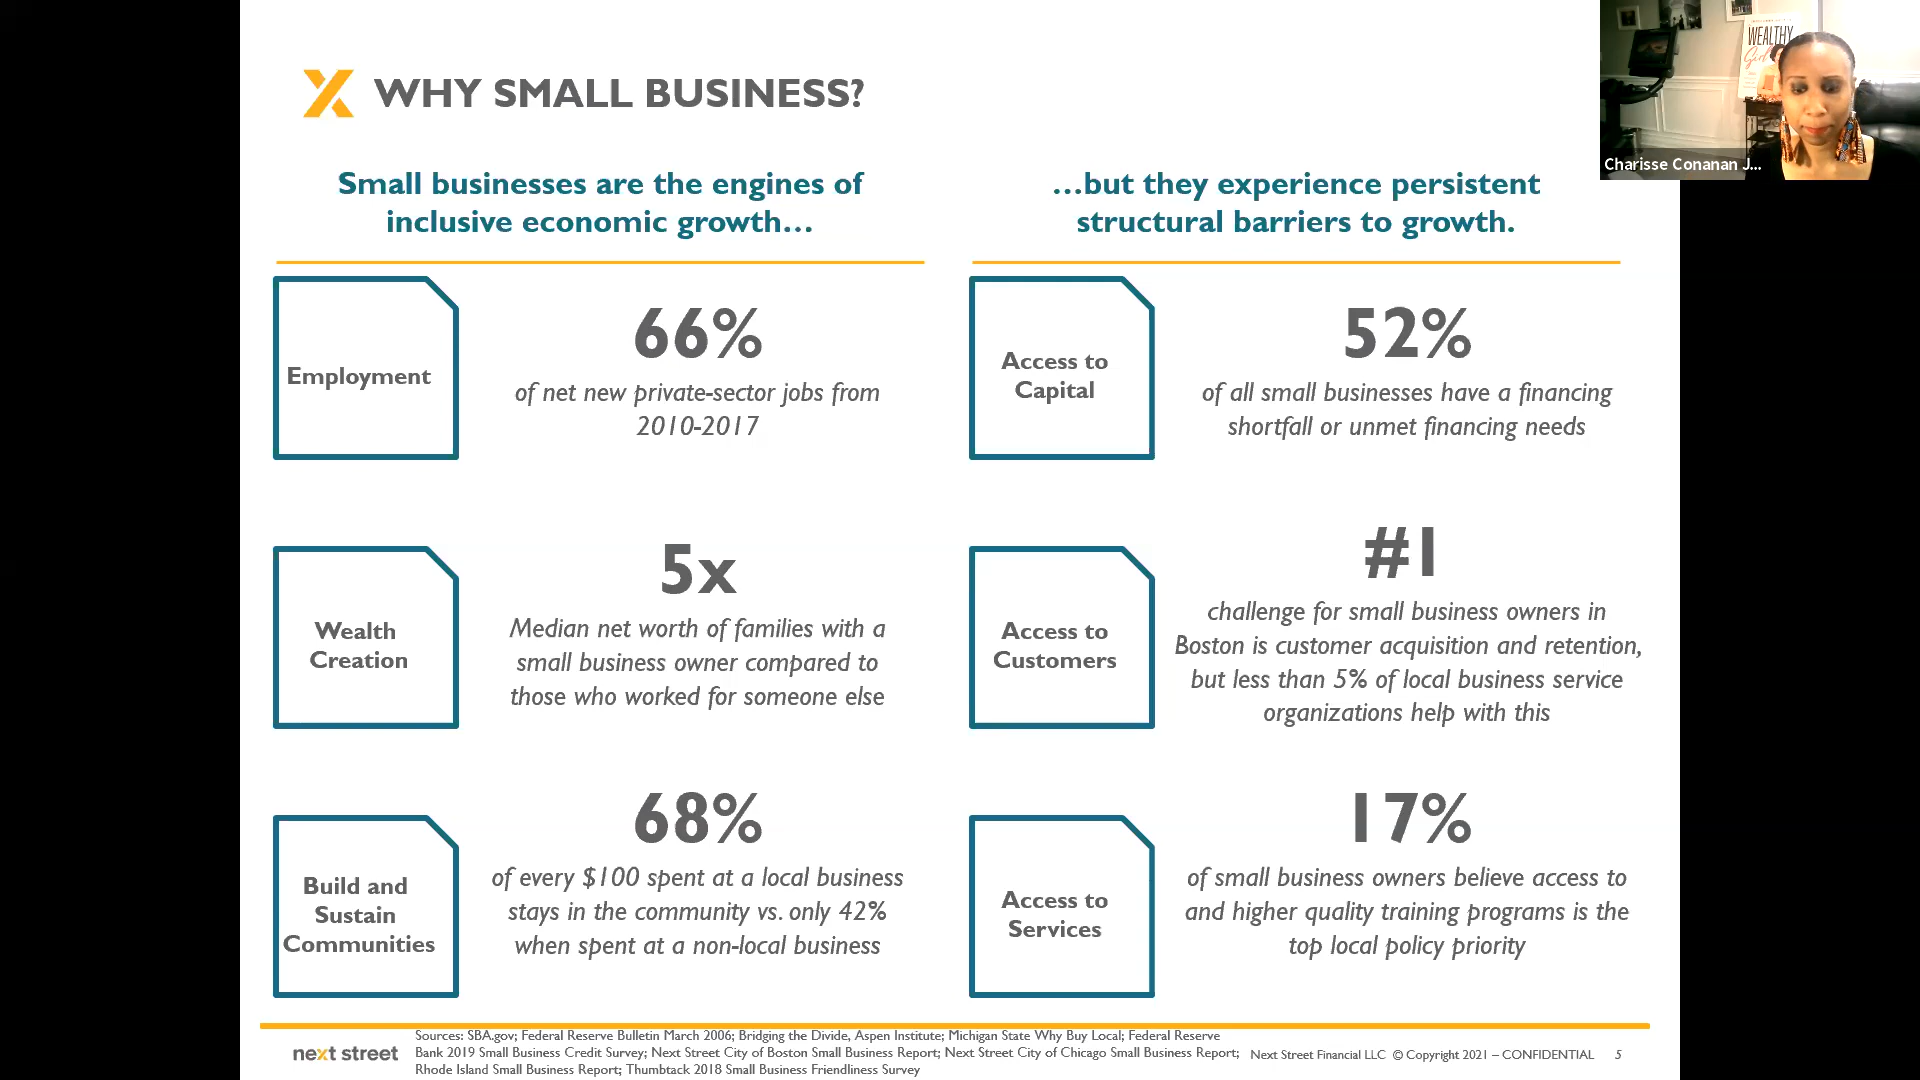 WHY SMALL BUSINESS?
Small businesses are the engines of
inclusive economic growth…
Employment
66%
of net new private-sector jobs from
2010-2017
Wealth
Creation
5x
Median net worth of families with a
small business owner compared to
those who worked for someone else
Build and
Sustain
Communities
68%
of every $100 spent at a local business
stays in the community vs. only 42%
when spent at a non-local business
…but they experience persistent
structural barriers to growth.
Access to
Capital
52%
of all small businesses have a financing
shortfall or unmet financing needs
Access to
Customers
#1
challenge for small business owners in
Boston is customer acquisition and retention,
but less than 5% of local business service
organizations help with this
Access to
Services
17%
of small business owners believe access to
and higher quality training programs is the
top local policy priority
WEALTHY
Girl
Charisse Conanan J...
next street
Sources: SBA.gov; Federal Reserve Bulletin March 2006; Bridging the Divide, Aspen Institute; Michigan State Why Buy Local; Federal Reserve
Bank 2019 Small Business Credit Survey; Next Street City of Boston Small Business Report; Next Street City of Chicago Small Business Report;
Rhode Island Small Business Report; Thumbtack 2018 Small Business Friendliness Survey
Next Street Financial LLC © Copyright 2021 – CONFIDENTIAL 5